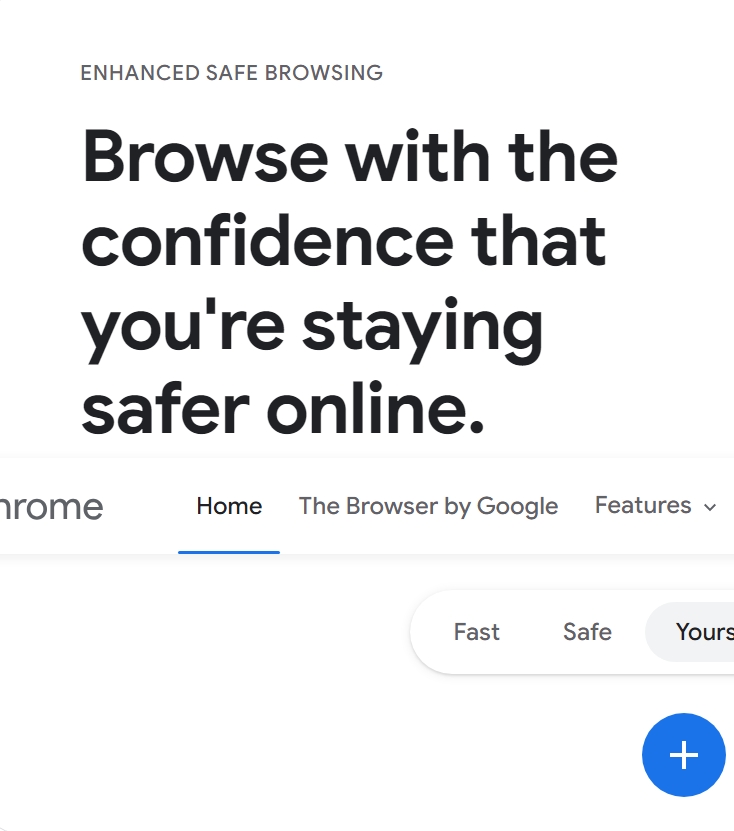 ENHANCED SAFE BROWSING
Browse with the
confidence that
you're staying
safer online.
hrome
Home
The Browser by Google
Features
Fast
Safe
Yours